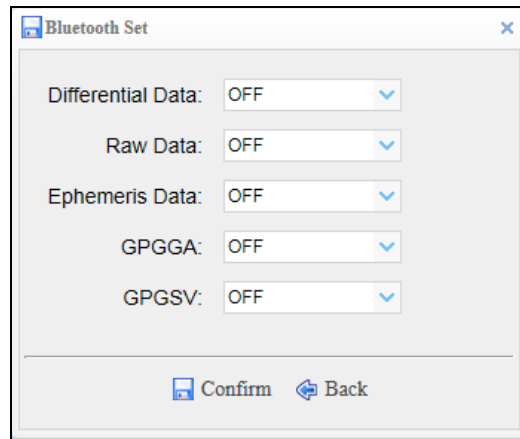 Bluetooth Set
Differential Data: OFF
Raw Data: OFF
Ephemeris Data: OFF
GPGGA: OFF
GPGSV: OFF
Confirm Back